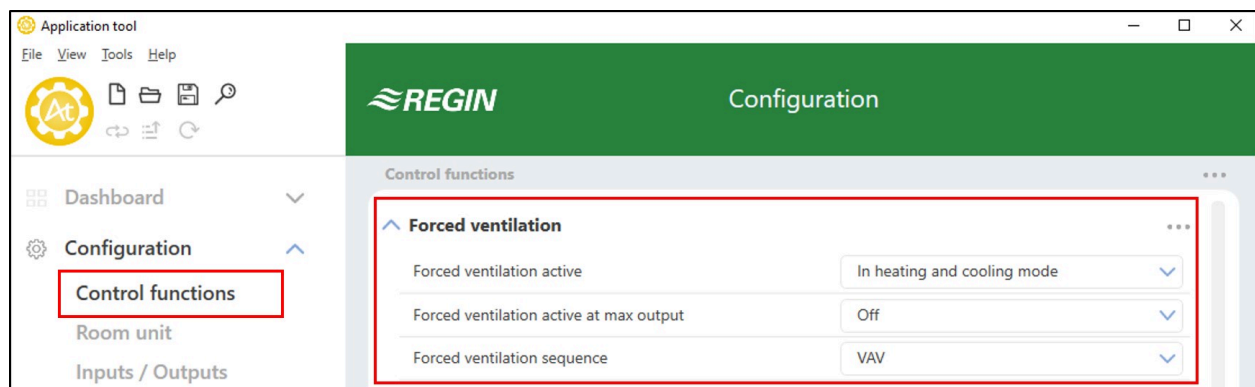 Application tool
File View Tools Help
At
REGIN
Configuration
Control functions
Dashboard
Forced ventilation
Configuration
Forced ventilation active
In heating and cooling mode
Control functions
Forced ventilation active at max output
Off
Room unit
Forced ventilation sequence
VAV
Inputs / Outputs